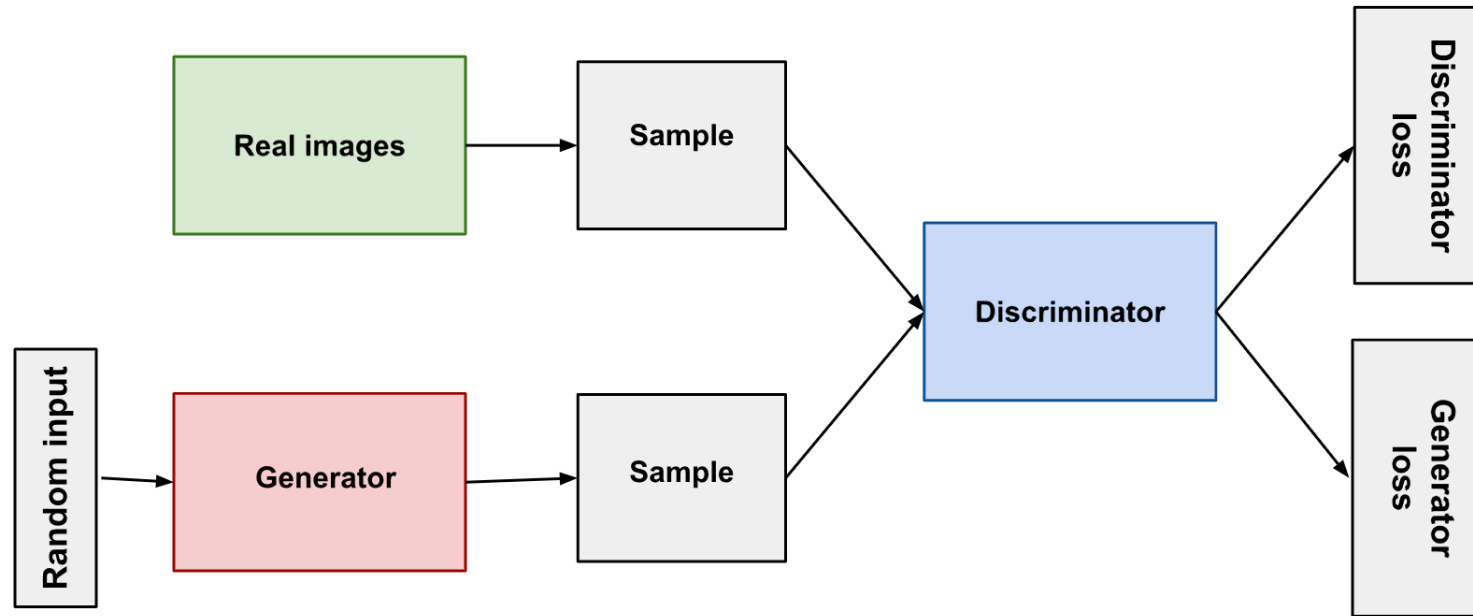 Real images
Sample
Discriminator
loss
Discriminator
Random input
Generator
Sample
Generator
loss